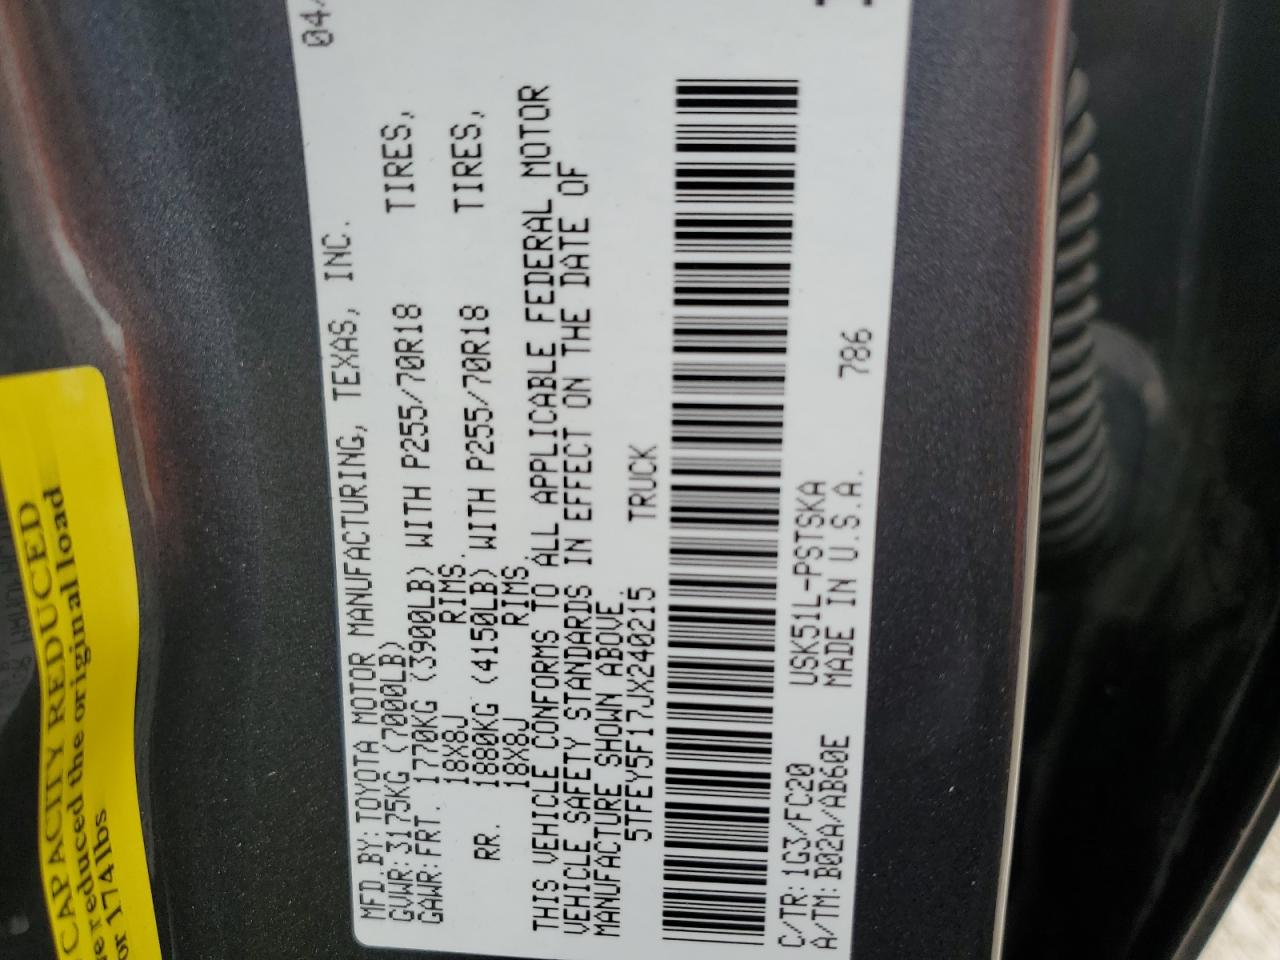 04/
MFD.BY:TOYOTA MOTOR MANUFACTURING, TEXAS, INC.
GVWR:3175KG (7000LB)
GAWR:FRT. 1770KG (3900LB) WITH P255/70R18 TIRES,
18X8J RIMS.
RR. 1880KG (4150LB) WITH P255/70R18 TIRES,
18X8J RIMS.
THIS VEHICLE CONFORMS TO ALL APPLICABLE FEDERAL MOTOR
VEHICLE SAFETY STANDARDS IN EFFECT ON THE DATE OF
MANUFACTURE SHOWN ABOVE.
5TFEY5F17JX240215 TRUCK
C/TR:1G3/FC20 USK51L-PSTSKA
A/TM:B02A/AB60E MADE IN U.S.A. 786
CAPACITY REDUCED
reduced the original load
or 174 lbs